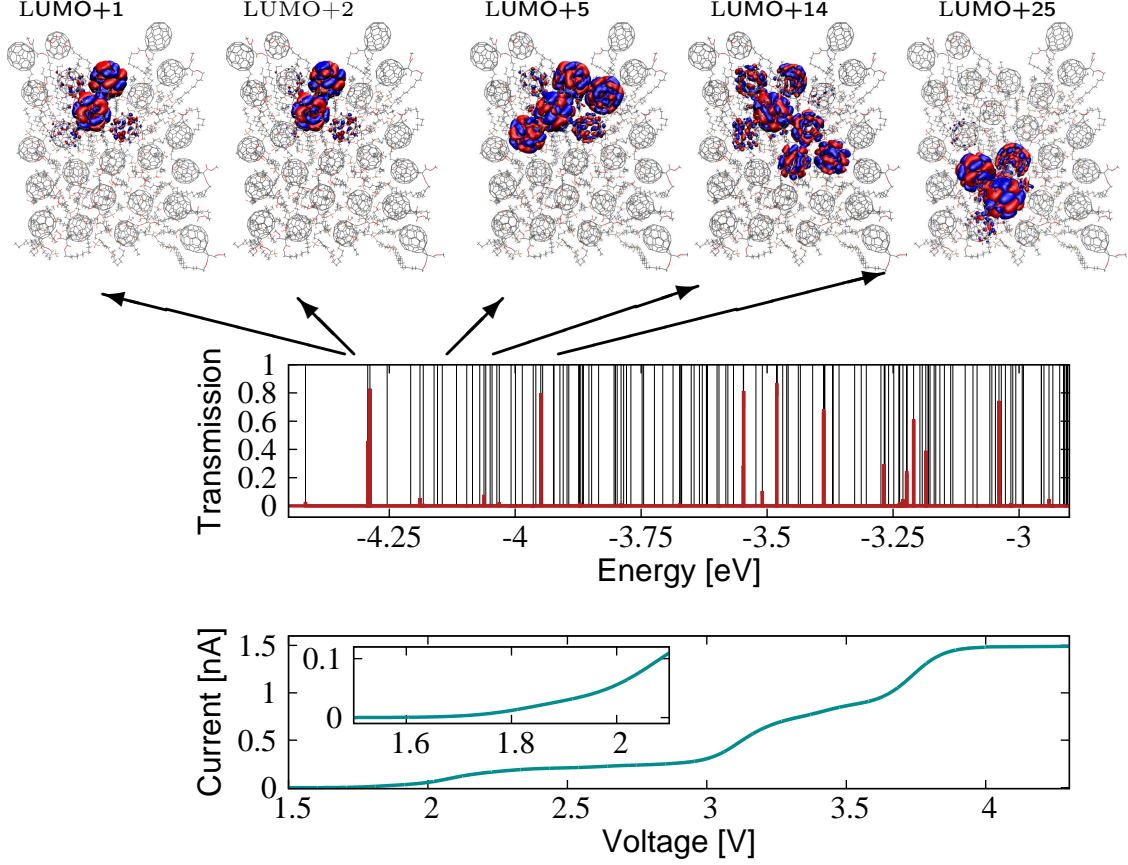 LUMO+1 LUMO+2 LUMO+5 LUMO+14 LUMO+25
Transmission
1
0.8
0.6
0.4
0.2
0
-4.25 -4 -3.75 -3.5 -3.25 -3
Energy [eV]
Current [nA]
1.5
1
0.5
0
0.1
0
1.6 1.8 2
1.5 2 2.5 3 3.5 4
Voltage [V]